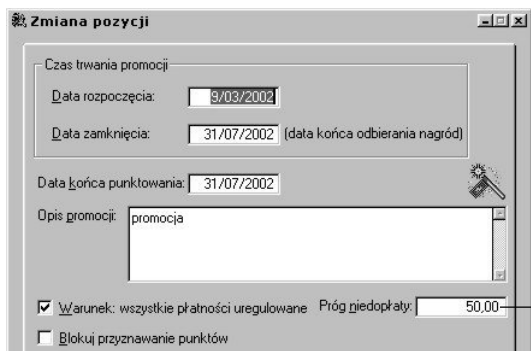 Zmiana pozycji
Czas trwania promocji
Data rozpoczęcia: 9/03/2002
Data zamknięcia: 31/07/2002 (data końca odbierania nagród)
Data końca punktowania: 31/07/2002
Opis promocji: promocja
Warunek: wszystkie płatności uregulowane Próg niedopłaty: 50,00
Blokuj przyznawanie punktów